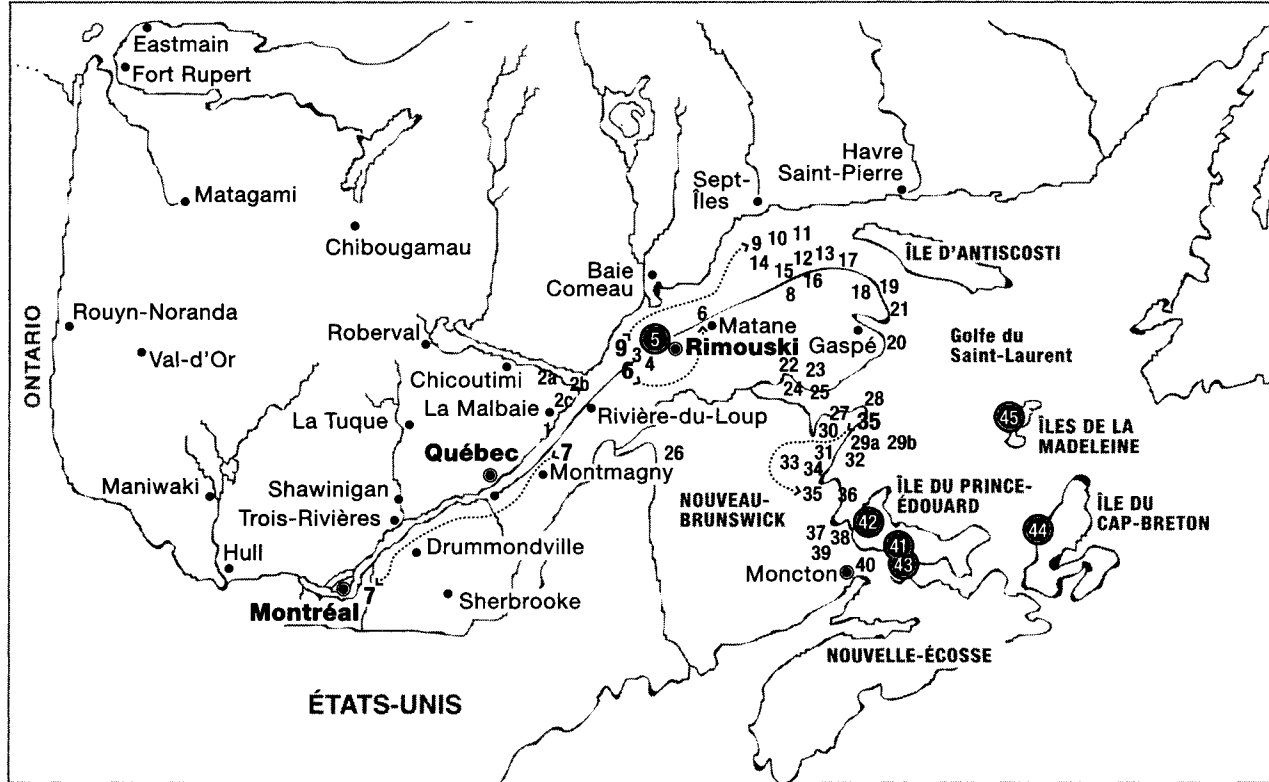 Eastmain
Fort Rupert
Matagami
Chibougamau
Sept-
Îles
Havre
Saint-Pierre
ÎLE D'ANTISCOSTI
9
10
11
14
15
12
13
17
8
16
18
19
21
20
Baie
Comeau
ONTARIO
Rouyn-Noranda
Val-d'Or
Roberval
Chicoutimi
La Malbaie
2a
2b
2c
1
9
3
4
6
5
6
Matane
Rimouski
Gaspé
Golfe du
Saint-Laurent
22
23
24
25
Rivière-du-Loup
La Tuque
Québec
7
Montmagny
26
27
28
30
35
29a
29b
31
32
33
34
35
36
45
ÎLES DE LA
MADELEINE
Maniwaki
Shawinigan
Trois-Rivières
NOUVEAU-
BRUNSWICK
ÎLE DU PRINCE-
ÉDOUARD
ÎLE DU
CAP-BRETON
42
44
37
38
41
39
43
40
Moncton
Hull
Drummondville
Montréal
7
Sherbrooke
NOUVELLE-ÉCOSSE
ÉTATS-UNIS